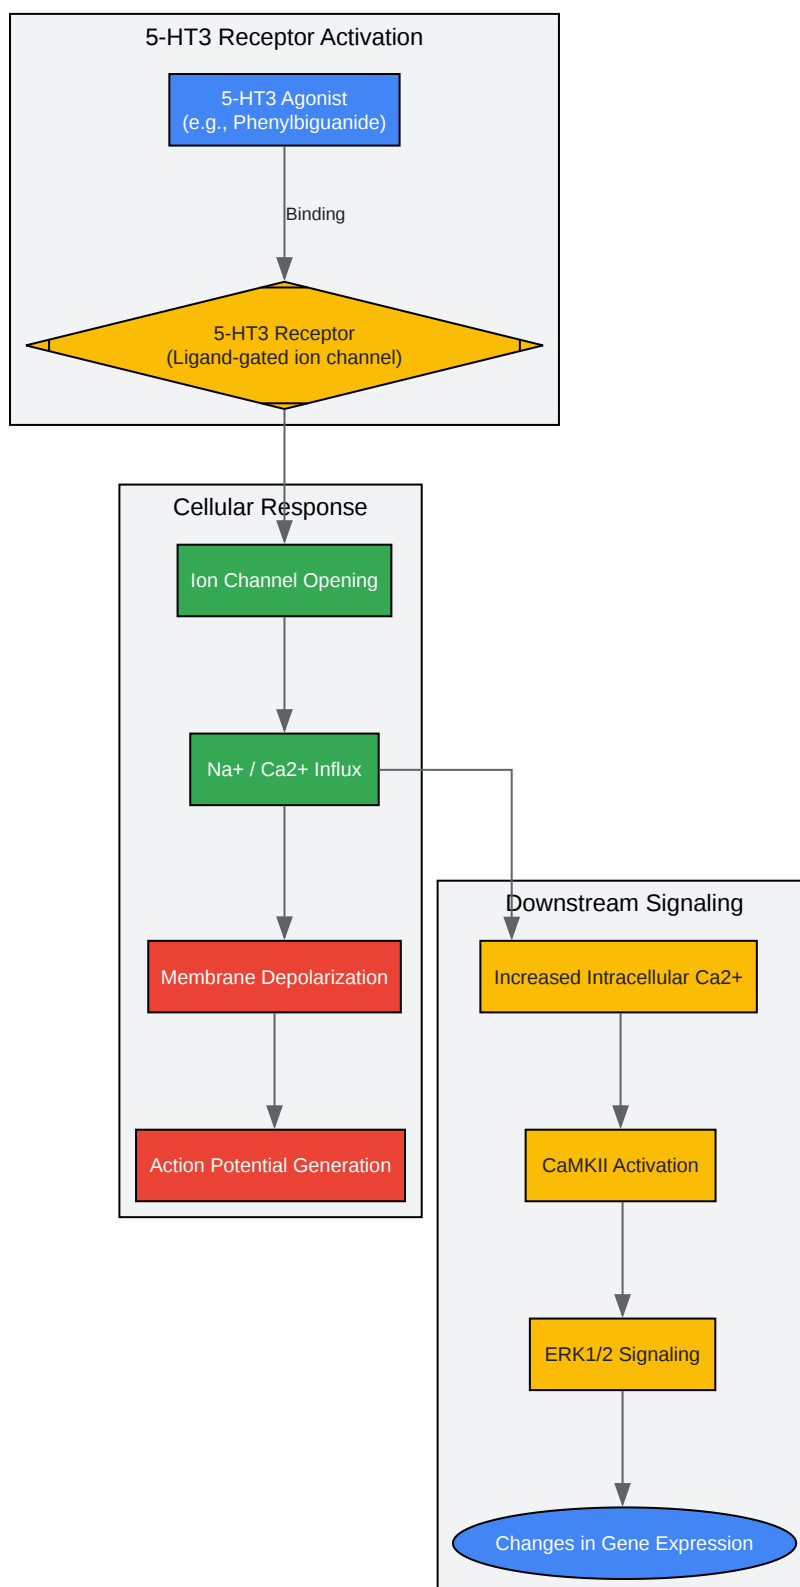 5-HT3 Receptor Activation
5-HT3 Agonist
(e.g., Phenylbiguanide)
Binding
5-HT3 Receptor
(Ligand-gated ion channel)
Cellular Response
Ion Channel Opening
Na+ / Ca2+ Influx
Downstream Signaling
Membrane Depolarization
Increased Intracellular Ca2+
Action Potential Generation
CaMKII Activation
ERK1/2 Signaling
Changes in Gene Expression